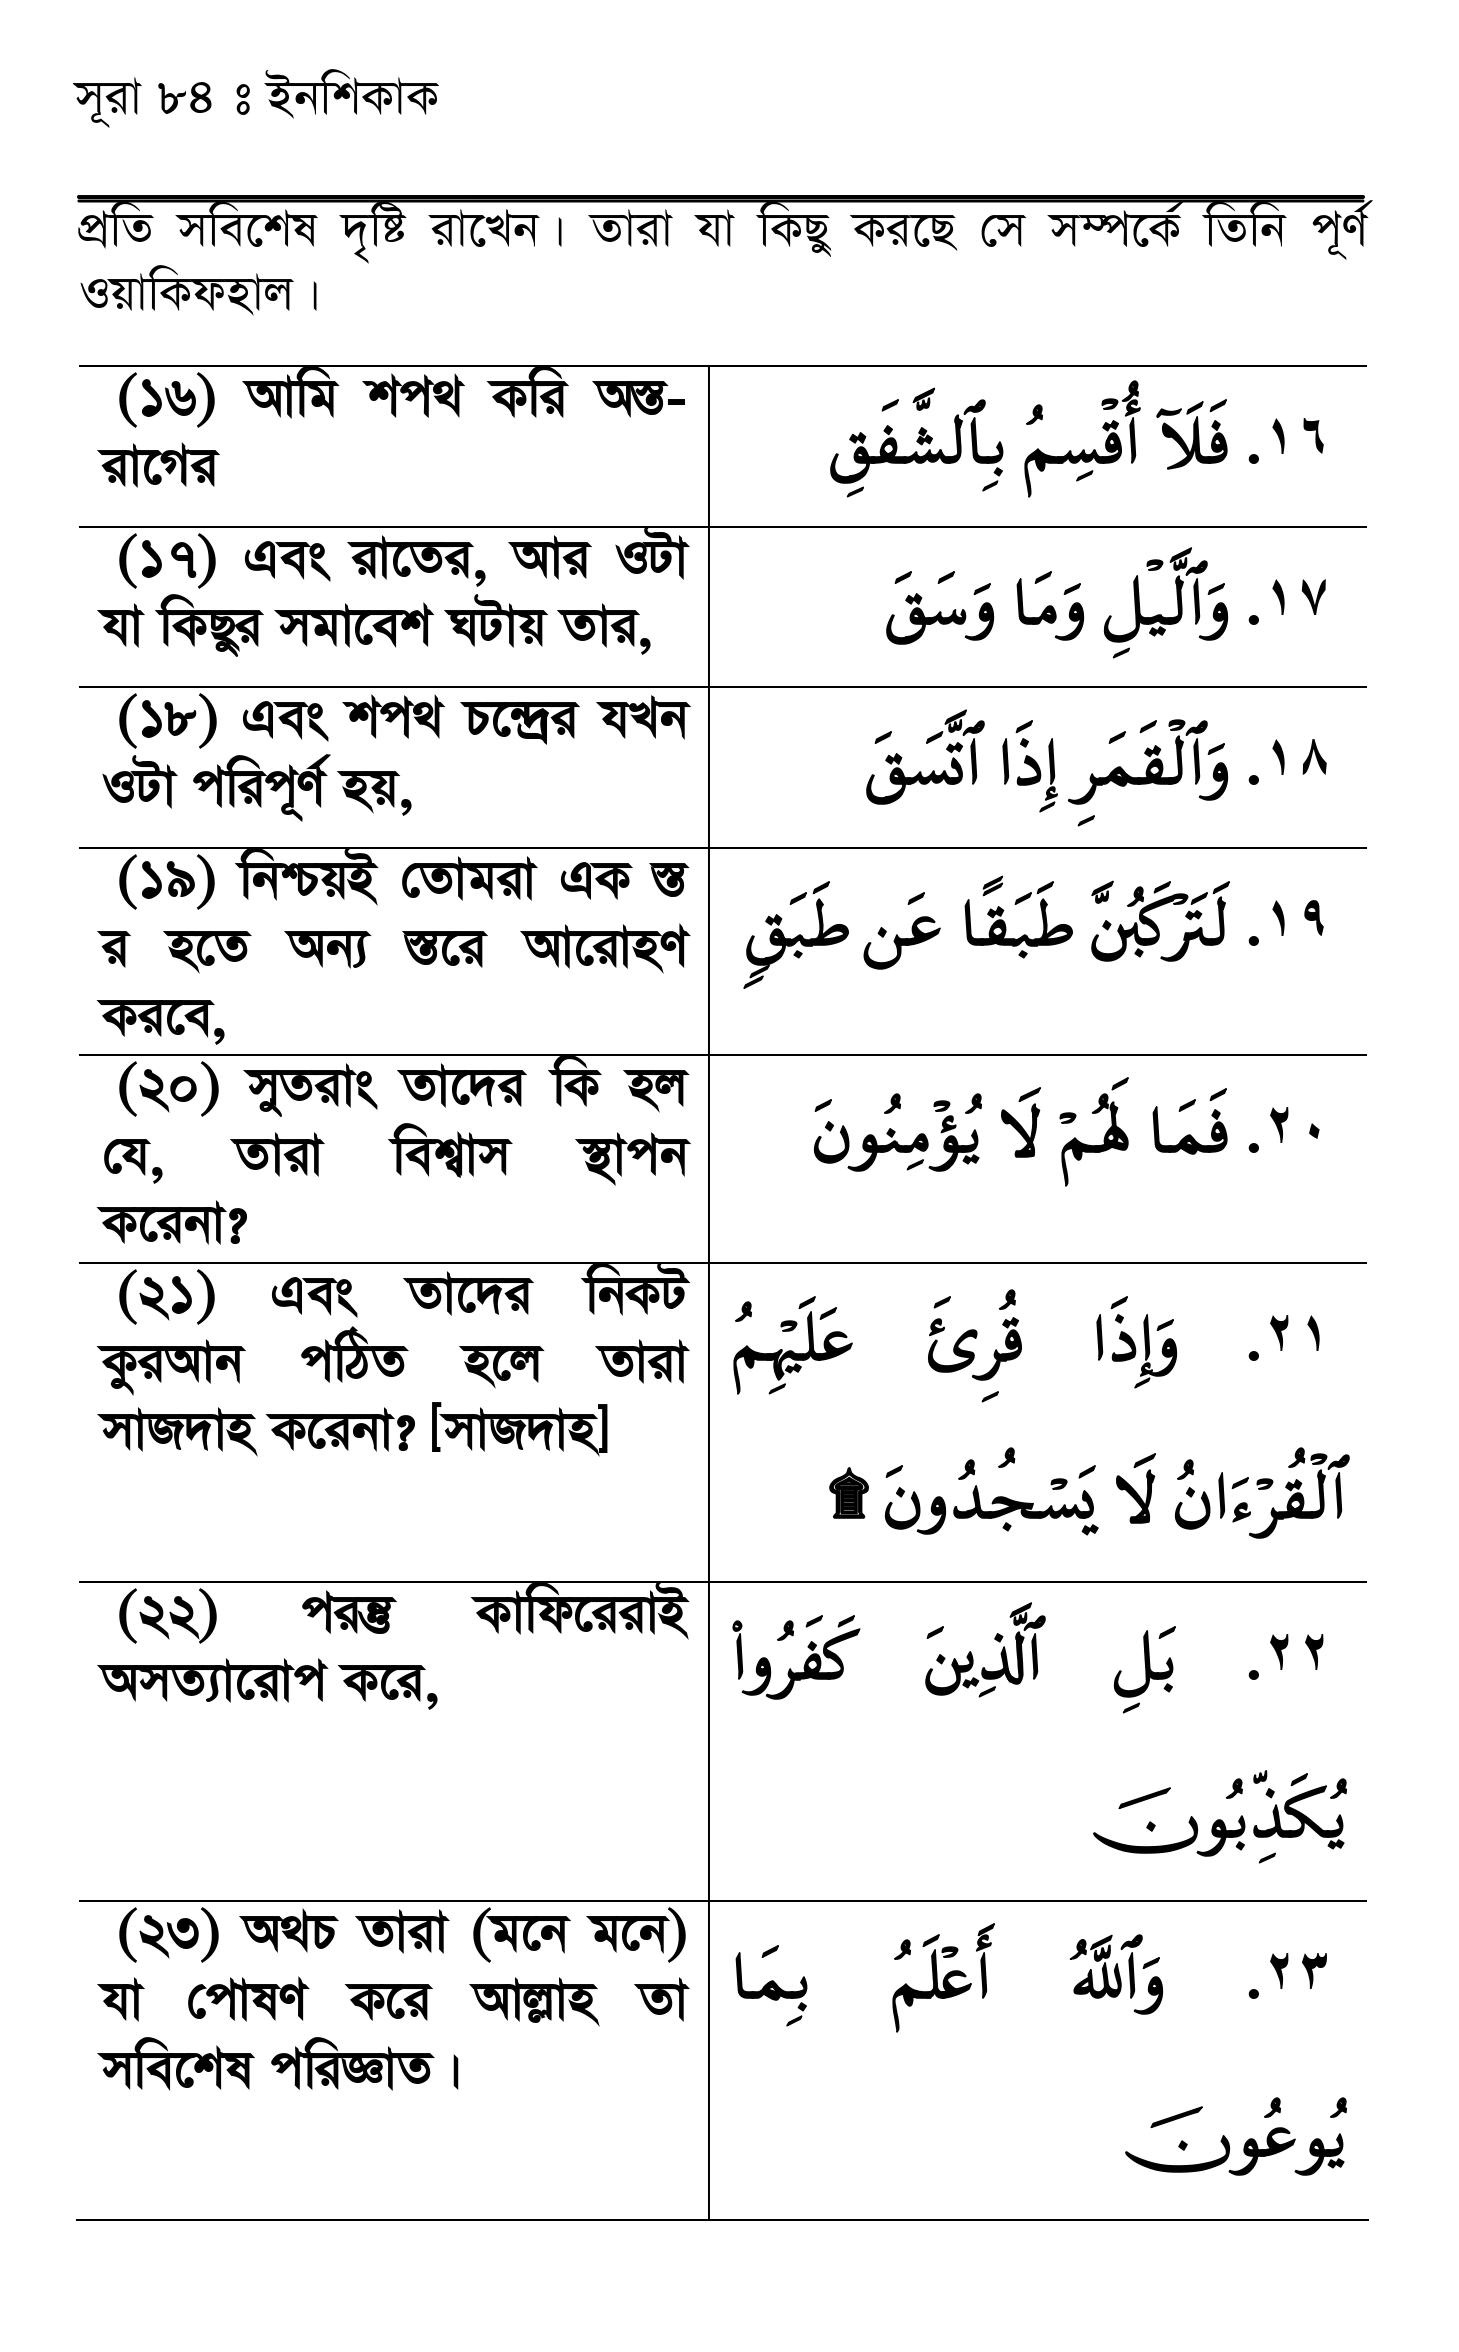 সূরা ৮৪ ঃ ইনশিকাক
প্রতি সবিশেষ দৃষ্টি রাখেন। তারা যা কিছু করছে সে সম্পর্কে তিনি পূর্ণ
ওয়াকিফহাল।
(১৬) আমি শপথ করি অস্ত-
রাগের
١٦. فَلَآ أُقْسِمُ بِٱلشَّفَقِ
(১৭) এবং রাতের, আর ওটা
যা কিছুর সমাবেশ ঘটায় তার,
١٧. وَٱلَّيْلِ وَمَا وَسَقَ
(১৮) এবং শপথ চন্দ্রের যখন
ওটা পরিপূর্ণ হয়,
١٨. وَٱلْقَمَرِ إِذَا ٱتَّسَقَ
(১৯) নিশ্চয়ই তোমরা এক স্ত
র হতে অন্য স্তরে আরোহণ
করবে,
١٩. لَتَرْكَبُنَّ طَبَقًا عَن طَبَقٍ
(২০) সুতরাং তাদের কি হল
যে, তারা বিশ্বাস স্থাপন
করেনা?
٢٠. فَمَا لَهُمْ لَا يُؤْمِنُونَ
(২১) এবং তাদের নিকট
কুরআন পঠিত হলে তারা
সাজদাহ করেনা? [সাজদাহ]
٢١. وَإِذَا قُرِئَ عَلَيْهِمُ
ٱلْقُرْءَانُ لَا يَسْجُدُونَ ۩
(২২) পরন্তু কাফিরেরাই
অসত্যারোপ করে,
٢٢. بَلِ ٱلَّذِينَ كَفَرُوا۟
يُكَذِّبُونَ
(২৩) অথচ তারা (মনে মনে)
যা পোষণ করে আল্লাহ তা
সবিশেষ পরিজ্ঞাত।
٢٣. وَٱللَّهُ أَعْلَمُ بِمَا
يُوعُونَ